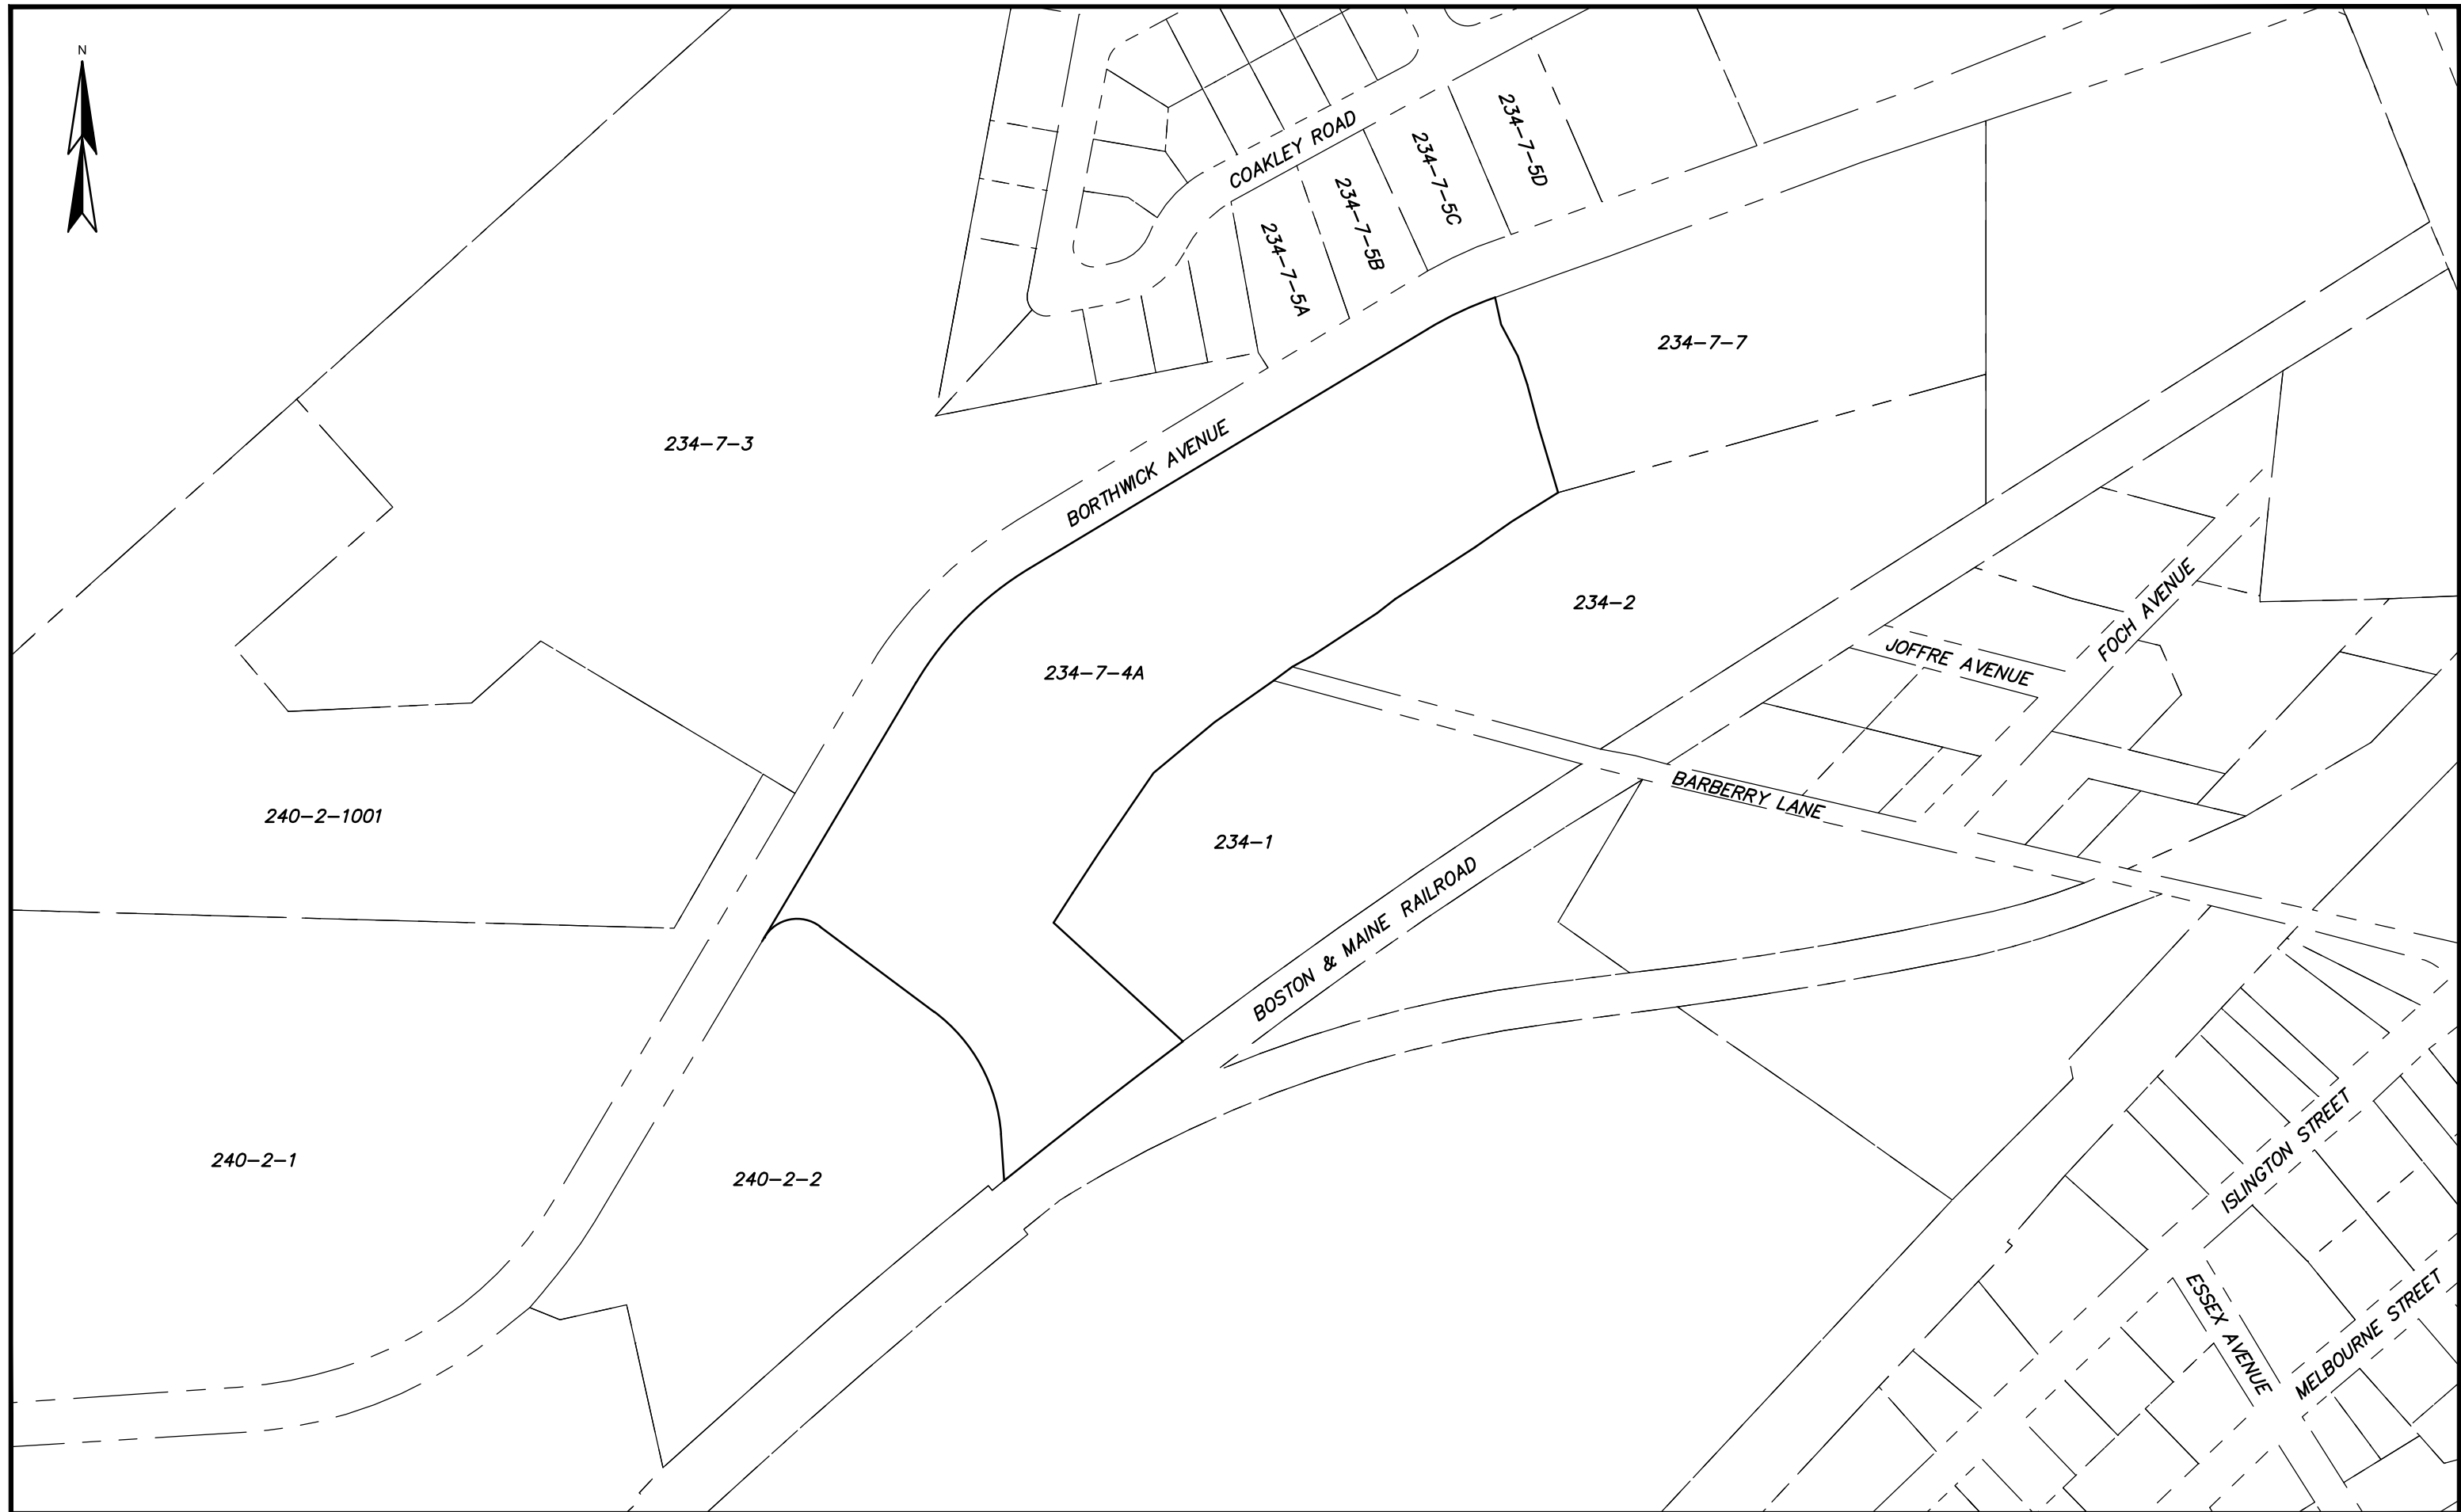 N
COAKLEY ROAD
234-7-5D
234-7-5C
234-7-5B
234-7-5A
234-7-7
234-7-3
BORTHWICK AVENUE
234-2
FOCH AVENUE
JOFFRE AVENUE
234-7-4A
BARBERRY LANE
240-2-1001
234-1
BOSTON & MAINE RAILROAD
240-2-1
240-2-2
ISLINGTON STREET
ESSEX AVENUE
MELBOURNE STREET